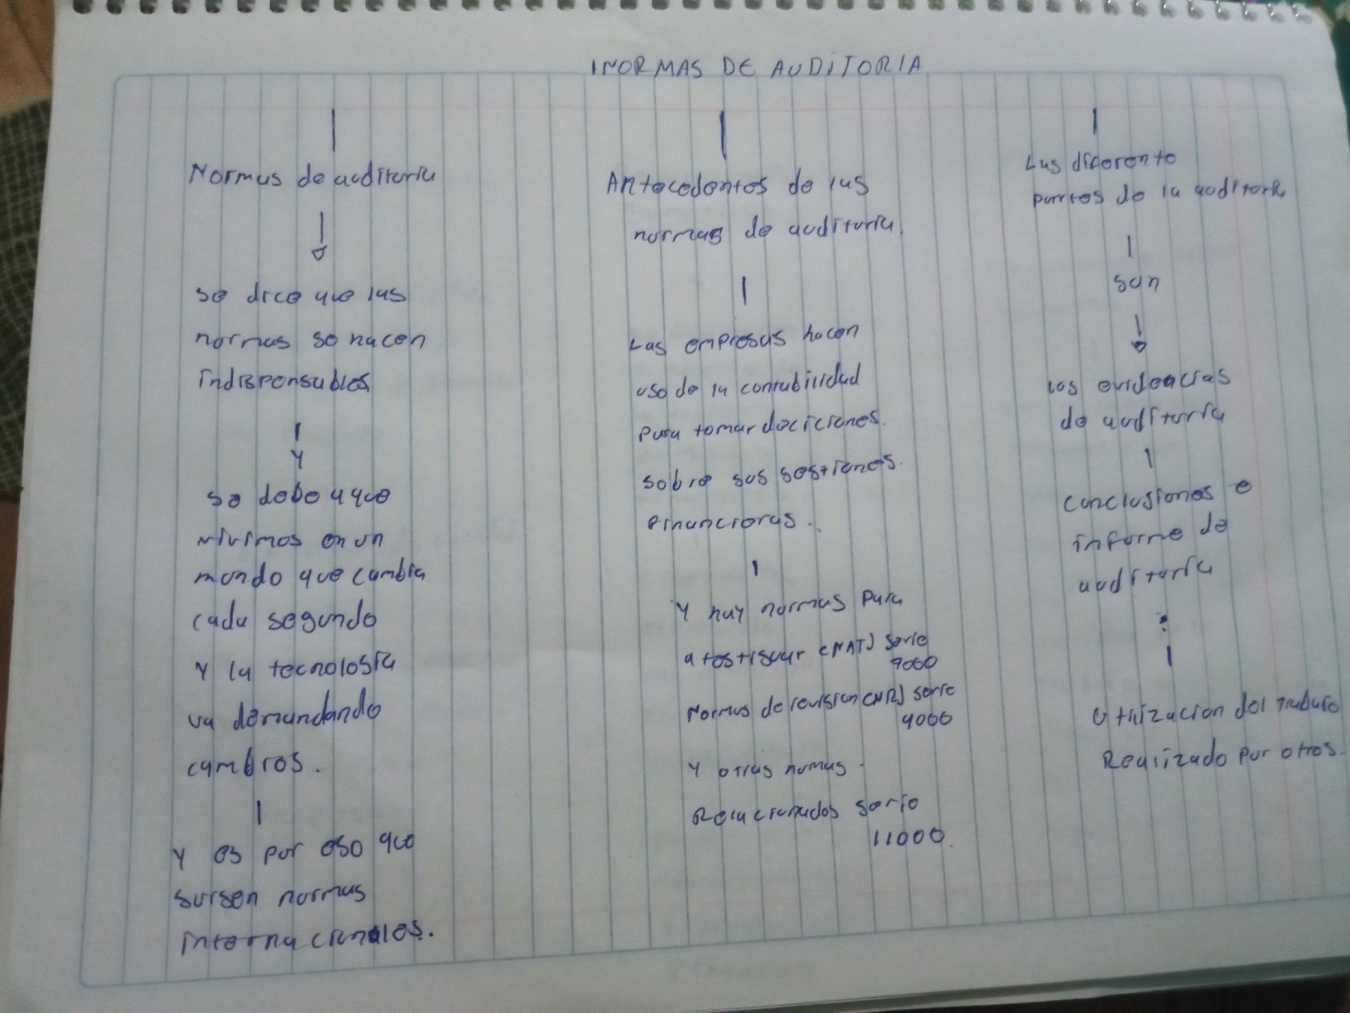 NORMAS DE AUDITORIA
Normas de auditoria
se dice que las
normas se hacen
indispensables
Y
se debe a que
vivimos en un
mundo que cambia
cada segundo
Y la tecnologia
va demandando
cambios.
Y es por eso que
surgen normas
internacionales.
Antecedentes de las
normas de auditoria.
Las empresas hacen
uso de la contabilidad
para tomar deciciones.
sobre sus gestiones.
financieras.
Y hay normas para
atestiguar (NAT) serie
7000
Normas de revision (NR) serie
9000
Y otras normas.
Relacionados serie
11000.
Las diferente
partes de la auditoria
son
Las evidencias
de auditoria
conclusiones e
informe de
auditoria
Utilizacion del trabajo
Realizado por otros.